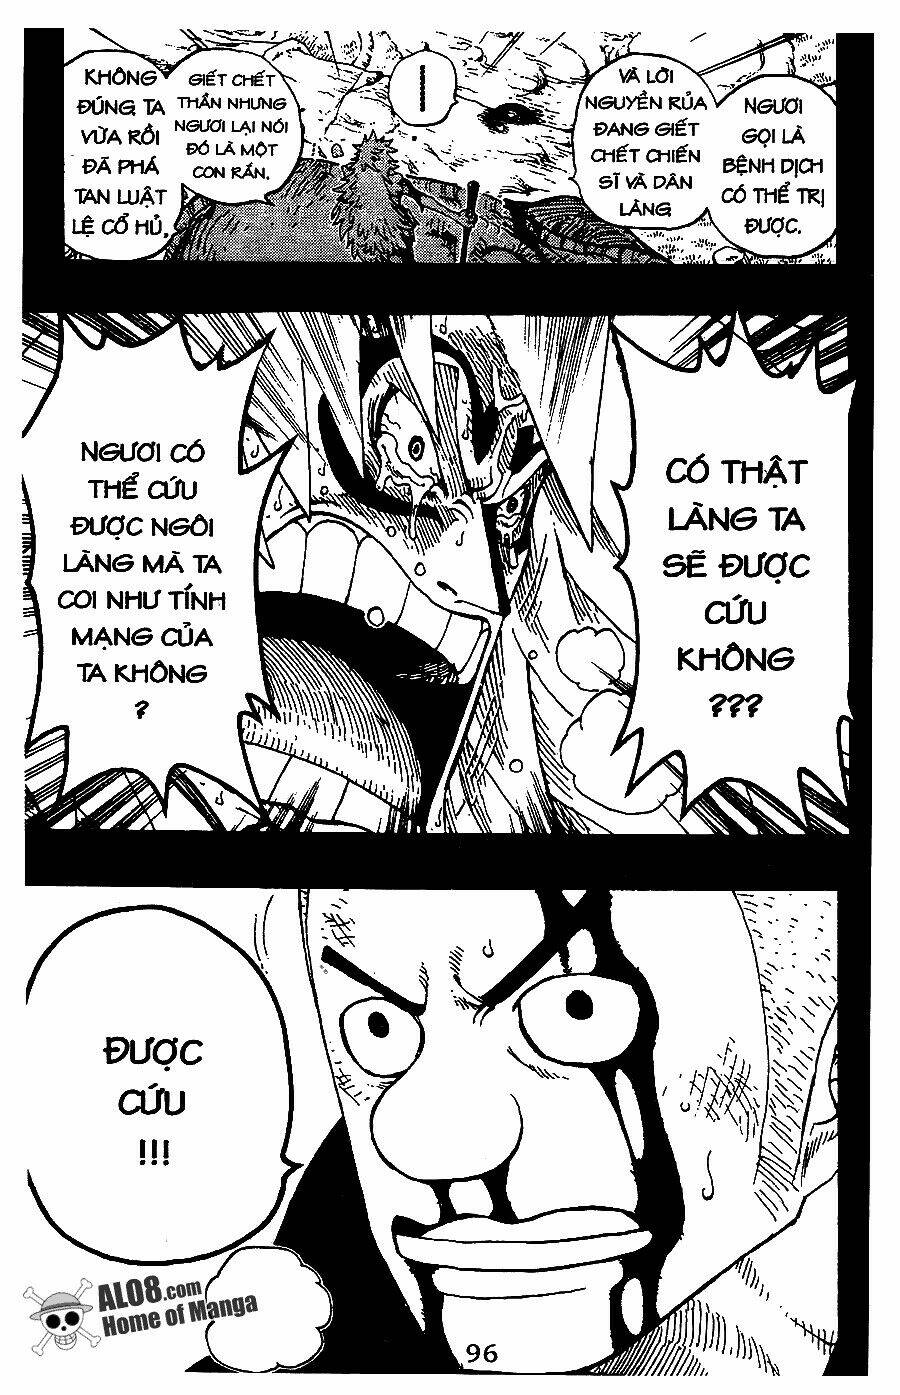 VÀ LỜI
NGUYỀN RỦA
ĐANG GIẾT
CHẾT CHIẾN
SĨ VÀ DÂN
LÀNG
NGƯƠI
GỌI LÀ
BỆNH DỊCH
CÓ THỂ TRỊ
ĐƯỢC.
GIẾT CHẾT
THẦN NHƯNG
NGƯƠI LẠI NÓI
ĐÓ LÀ MỘT
CON RẮN.
KHÔNG
ĐÚNG. TA
VỪA RỒI
ĐÃ PHÁ
TAN LUẬT
LỆ CỔ HỦ.
CÓ THẬT
LÀNG TA
SẼ ĐƯỢC
CỨU
KHÔNG
???
NGƯƠI CÓ
THỂ CỨU
ĐƯỢC NGÔI
LÀNG MÀ TA
COI NHƯ TÍNH
MẠNG CỦA
TA KHÔNG
?
ĐƯỢC
CỨU
!!!
ALO8.com
Home of Manga
96